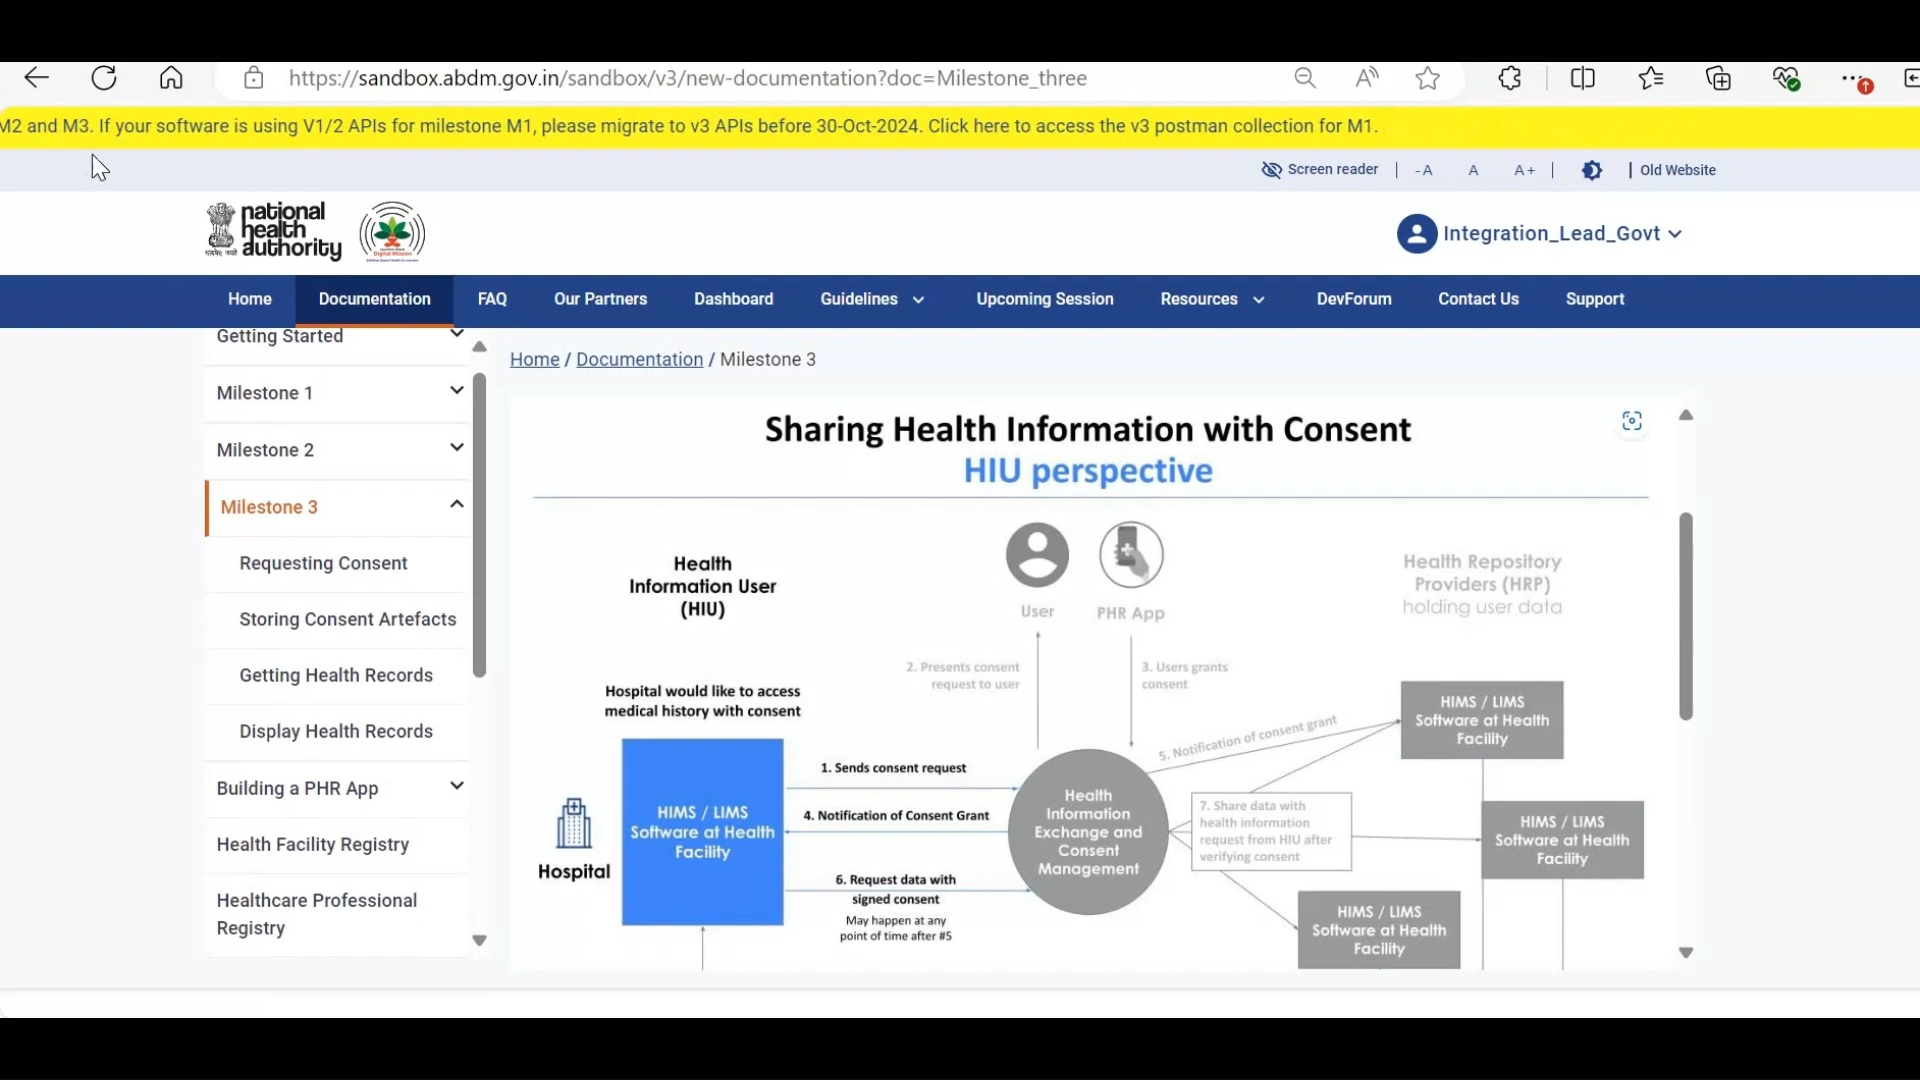 https://sandbox.abdm.gov.in/sandbox/v3/new-documentation?doc=Milestone_three
M2 and M3. If your software is using V1/2 APIs for milestone M1, please migrate to v3 APIs before 30-Oct-2024. Click here to access the v3 postman collection for M1.
Screen reader | -A A A+ | | Old Website
national
health
authority
Integration_Lead_Govt
Home Documentation FAQ Our Partners Dashboard Guidelines Upcoming Session Resources DevForum Contact Us Support
Getting Started
Milestone 1
Milestone 2
Milestone 3
Requesting Consent
Storing Consent Artefacts
Getting Health Records
Display Health Records
Building a PHR App
Health Facility Registry
Healthcare Professional
Registry
Home / Documentation / Milestone 3
Sharing Health Information with Consent
HIU perspective
Health
Information User
(HIU)
User
PHR App
Health Repository
Providers (HRP)
holding user data
2. Presents consent
request to user
3. Users grants
consent
Hospital would like to access
medical history with consent
Hospital
HIMS / LIMS
Software at Health
Facility
1. Sends consent request
4. Notification of Consent Grant
6. Request data with
signed consent
May happen at any
point of time after #5
Health
Information
Exchange and
Consent
Management
5. Notification of consent grant
7. Share data with
health information
request from HIU after
verifying consent
HIMS / LIMS
Software at Health
Facility
HIMS / LIMS
Software at Health
Facility
HIMS / LIMS
Software at Health
Facility